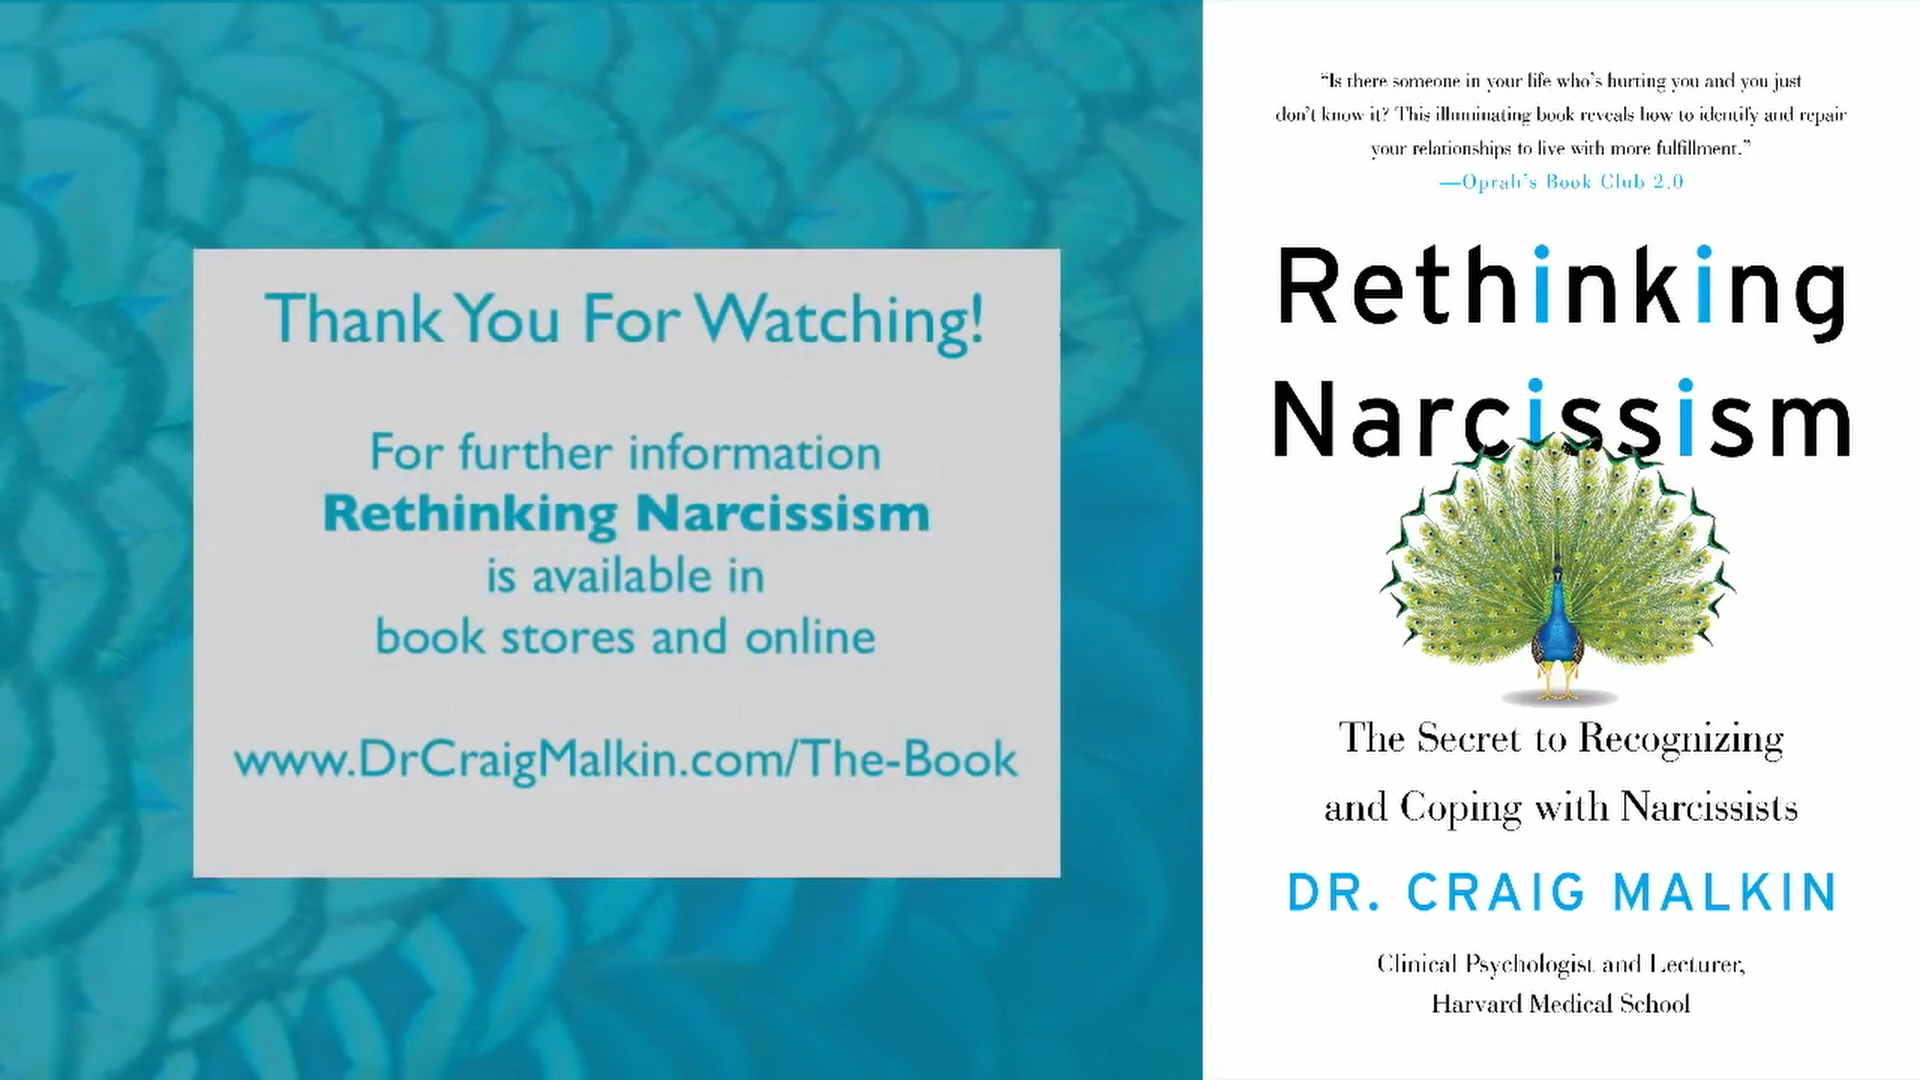 Thank You For Watching!
For further information
Rethinking Narcissism
is available in
book stores and online
www.DrCraigMalkin.com/The-Book
“Is there someone in your life who’s hurting you and you just
don’t know it? This illuminating book reveals how to identify and repair
your relationships to live with more fulfillment.”
—Oprah’s Book Club 2.0
Rethinking
Narcissism
The Secret to Recognizing
and Coping with Narcissists
DR. CRAIG MALKIN
Clinical Psychologist and Lecturer,
Harvard Medical School